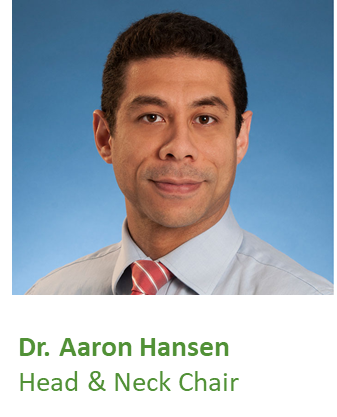 Dr. Aaron Hansen
Head & Neck Chair